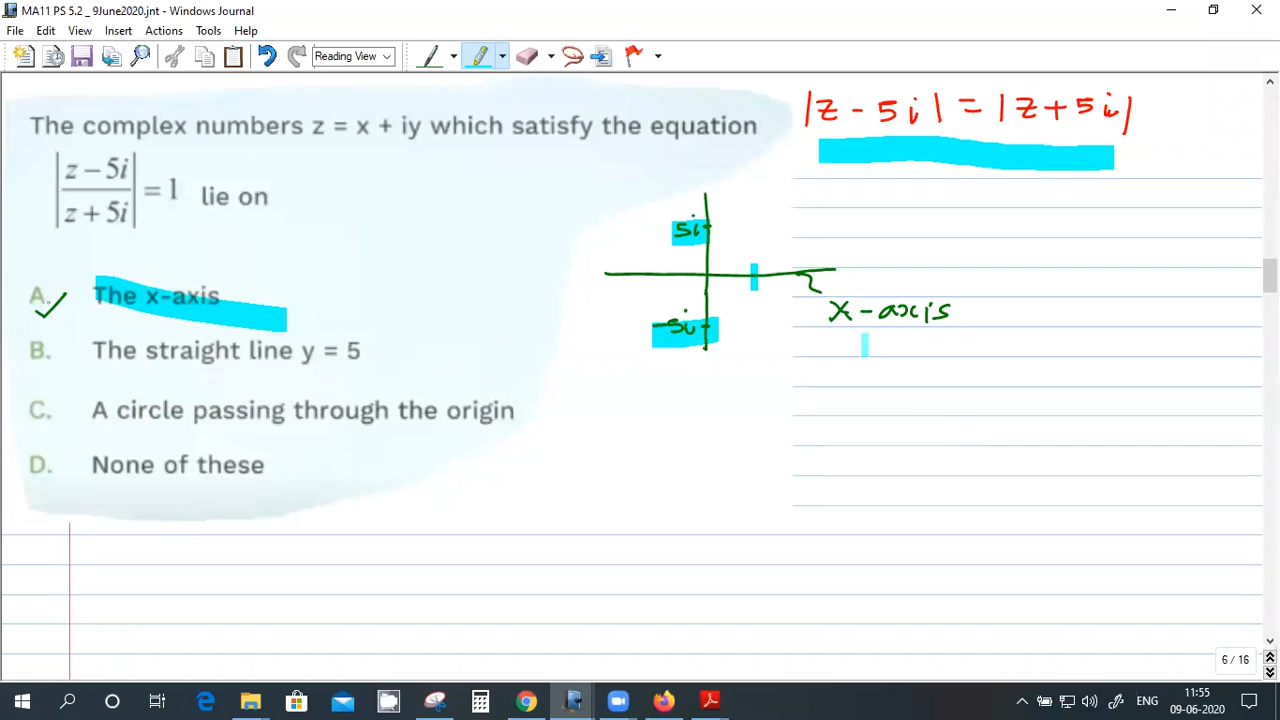 MA11 PS 5.2 _ 9June2020.jnt - Windows Journal
File Edit View Insert Actions Tools Help
Reading View
|z - 5i| = |z + 5i|
The complex numbers z = x + iy which satisfy the equation
|z − 5i / z + 5i| = 1 lie on
5i
A. The x-axis
x-axis
-5i
B. The straight line y = 5
C. A circle passing through the origin
D. None of these
6 / 16
ENG
11:55
09-06-2020